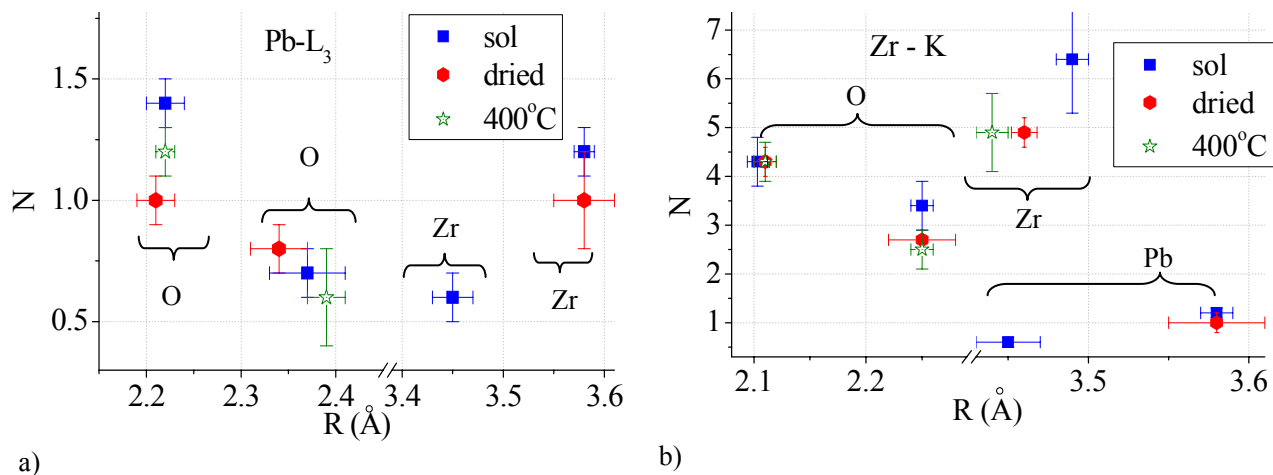 Pb-L3
sol
dried
400°C
O
O
Zr
Zr
N
1.5
1.0
0.5
2.2 2.3 2.4 3.4 3.5 3.6
R (Å)
a)
Zr - K
sol
dried
400°C
O
Zr
Pb
N
7
6
5
4
3
2
1
2.1 2.2 3.5 3.6
R (Å)
b)